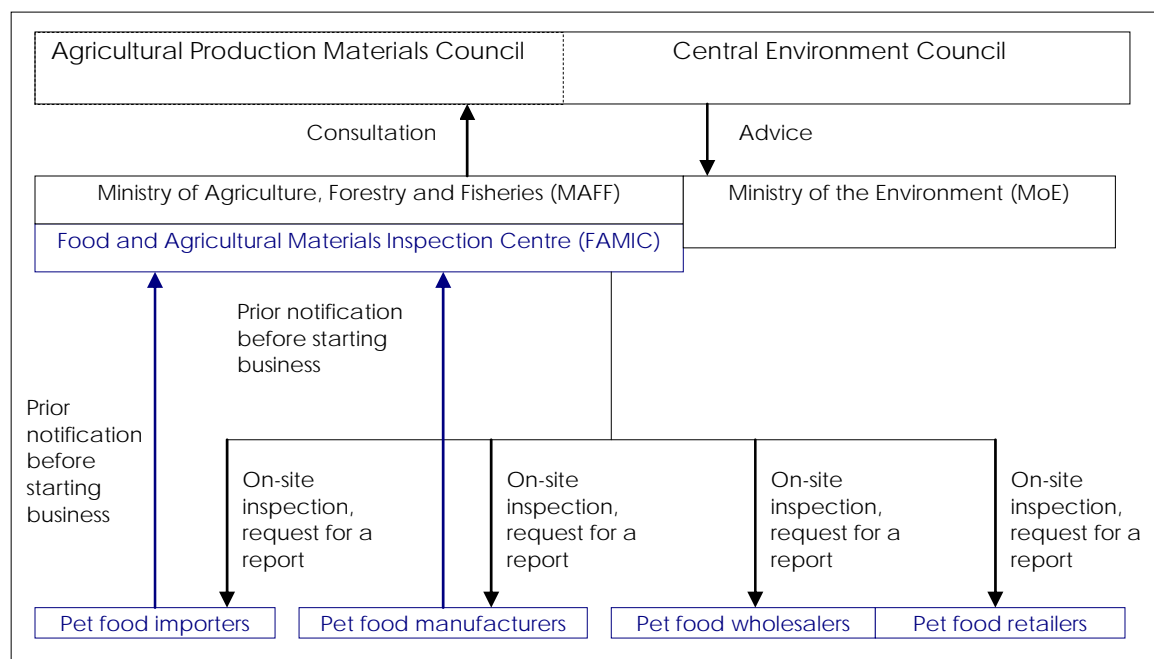 Agricultural Production Materials Council
Central Environment Council
Consultation
Advice
Ministry of Agriculture, Forestry and Fisheries (MAFF)
Ministry of the Environment (MoE)
Food and Agricultural Materials Inspection Centre (FAMIC)
Prior notification
before starting
business
Prior
notification
before
starting
business
On-site
inspection,
request for a
report
On-site
inspection,
request for a
report
On-site
inspection,
request for a
report
On-site
inspection,
request for a
report
Pet food importers
Pet food manufacturers
Pet food wholesalers
Pet food retailers